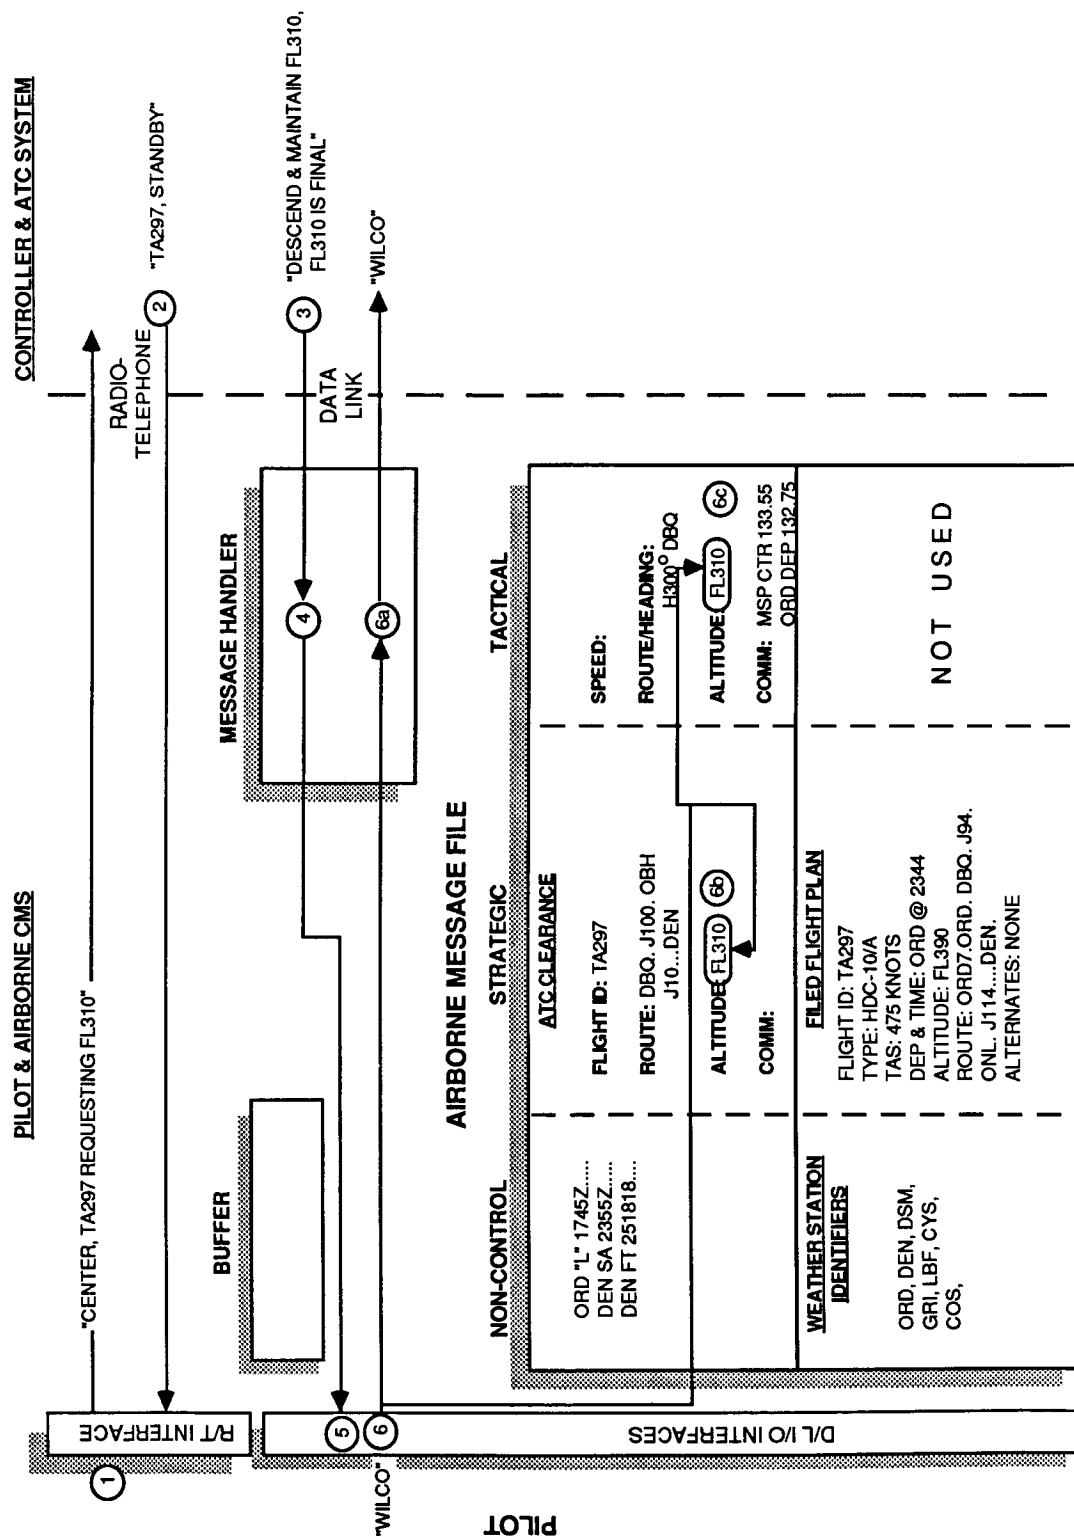 PILOT & AIRBORNE CMS
CONTROLLER & ATC SYSTEM
1
R/T INTERFACE
"CENTER, TA297 REQUESTING FL310"
RADIO-
TELEPHONE
2
"TA297, STANDBY"
BUFFER
MESSAGE HANDLER
4
3
"DESCEND & MAINTAIN FL310,
FL310 IS FINAL"
DATA
LINK
5
6
"WILCO"
6a
"WILCO"
PILOT
D/L I/O INTERFACES
AIRBORNE MESSAGE FILE
NON-CONTROL
STRATEGIC
TACTICAL
ORD "L" 1745Z.....
DEN SA 2355Z.....
DEN FT 251818....
ATC CLEARANCE
FLIGHT ID: TA297
ROUTE: DBQ. J100. OBH
J10....DEN
ALTITUDE: FL310 6b
COMM:
SPEED:
ROUTE/HEADING:
H300° DBQ
ALTITUDE: FL310 6c
COMM: MSP CTR 133.55
ORD DEP 132.75
WEATHER STATION
IDENTIFIERS
ORD, DEN, DSM,
GRI, LBF, CYS,
COS,
FILED FLIGHT PLAN
FLIGHT ID: TA297
TYPE: HDC-10/A
TAS: 475 KNOTS
DEP & TIME: ORD @ 2344
ALTITUDE: FL390
ROUTE: ORD7.ORD. DBQ. J94.
ONL. J114....DEN.
ALTERNATES: NONE
NOT USED